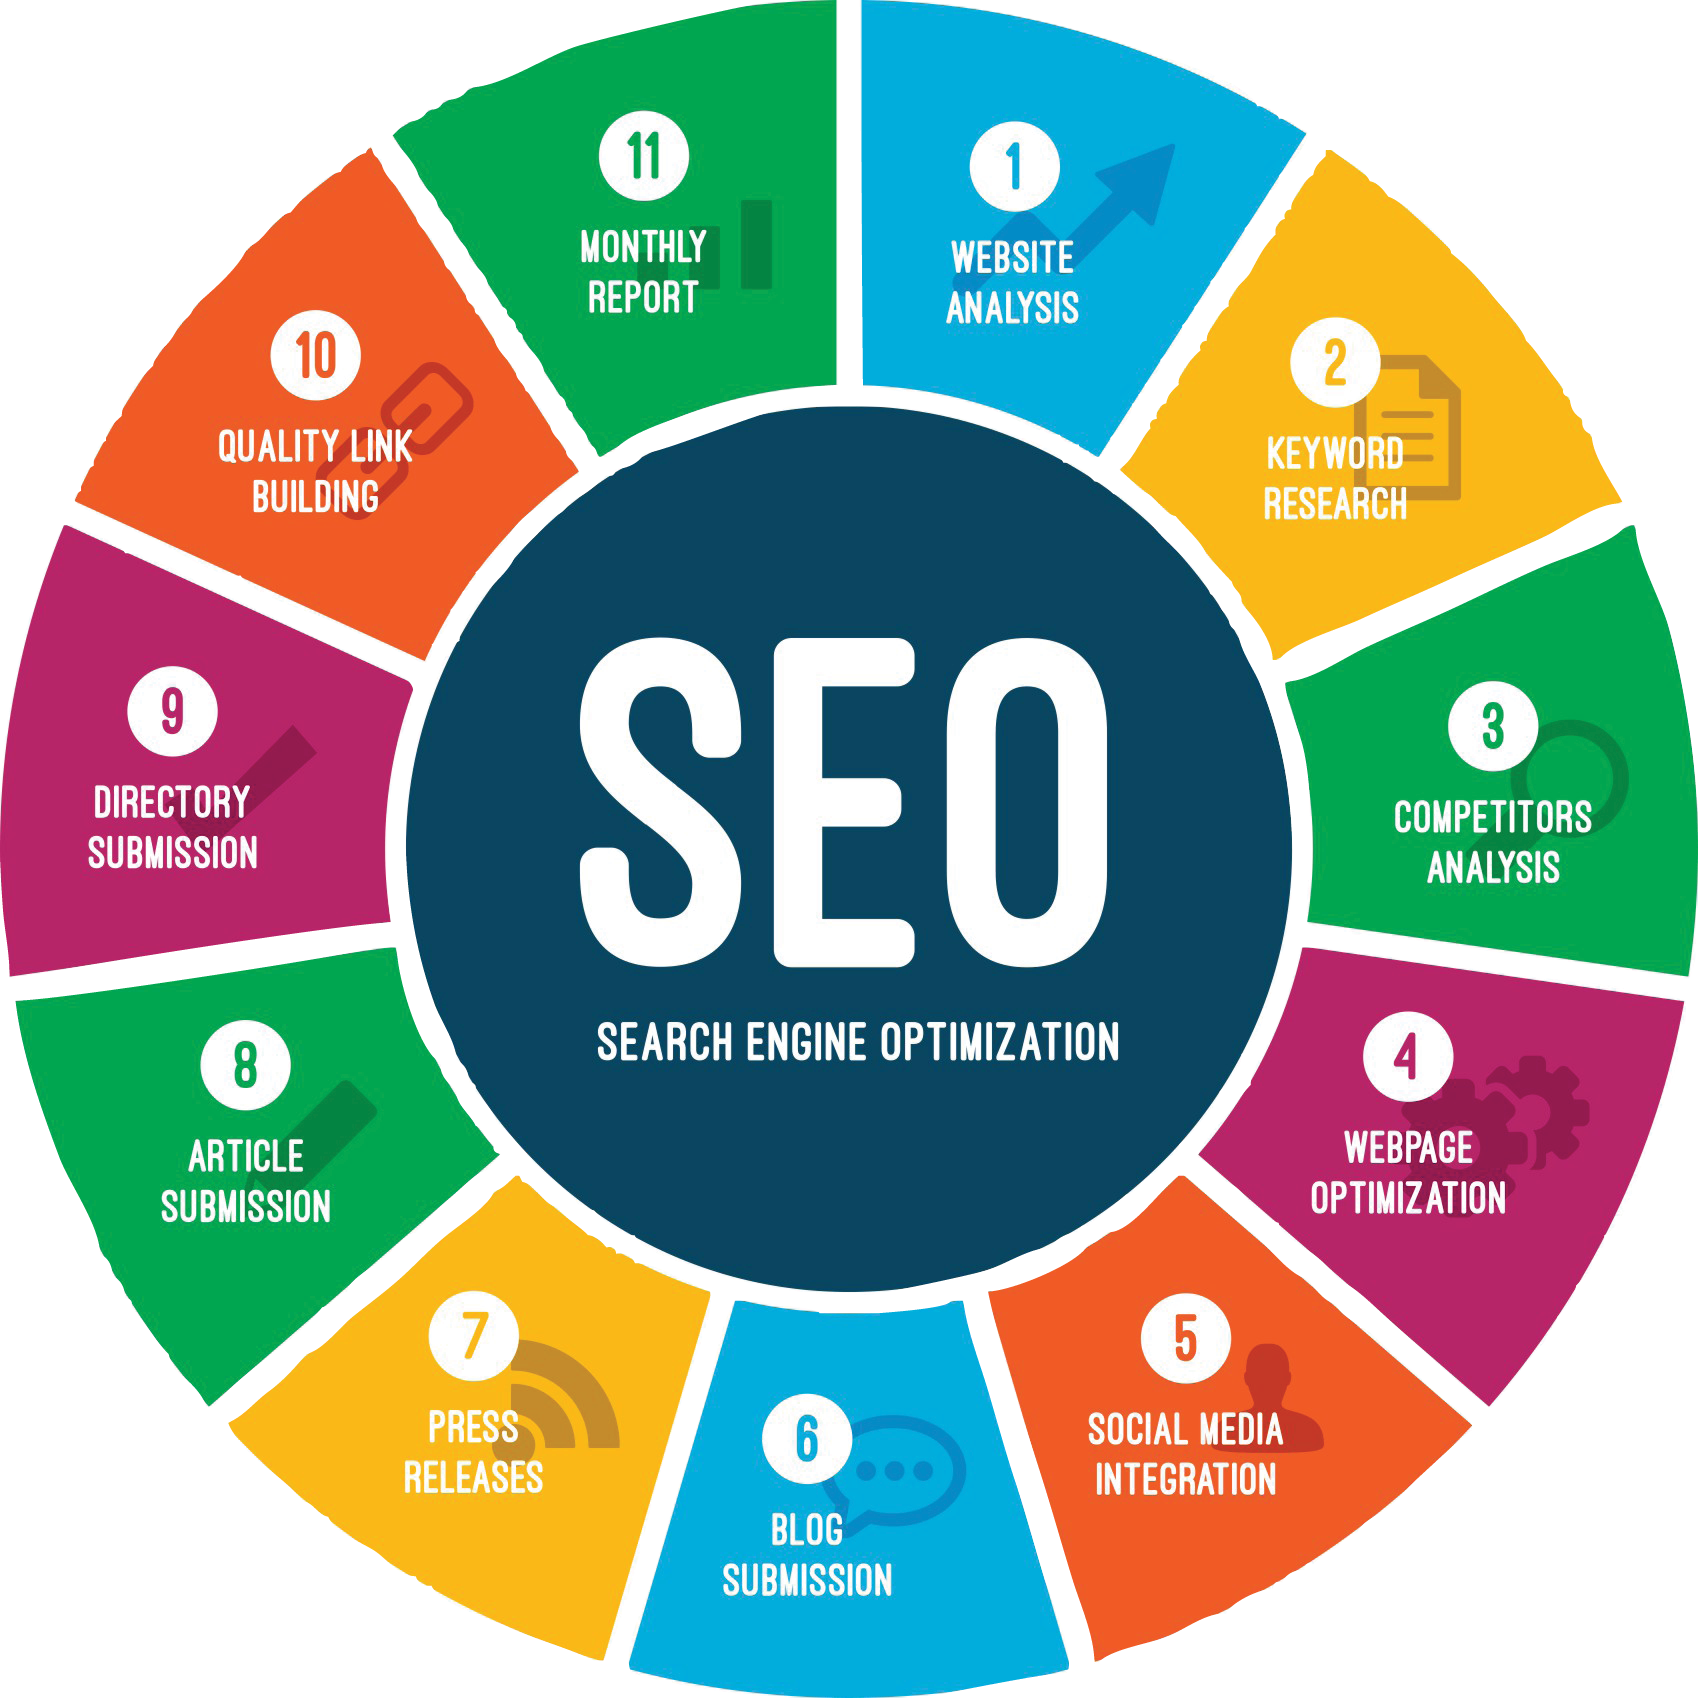 SEO
SEARCH ENGINE OPTIMIZATION
1
WEBSITE
ANALYSIS
2
KEYWORD
RESEARCH
3
COMPETITORS
ANALYSIS
4
WEBPAGE
OPTIMIZATION
5
SOCIAL MEDIA
INTEGRATION
6
BLOG
SUBMISSION
7
PRESS
RELEASES
8
ARTICLE
SUBMISSION
9
DIRECTORY
SUBMISSION
10
QUALITY LINK
BUILDING
11
MONTHLY
REPORT